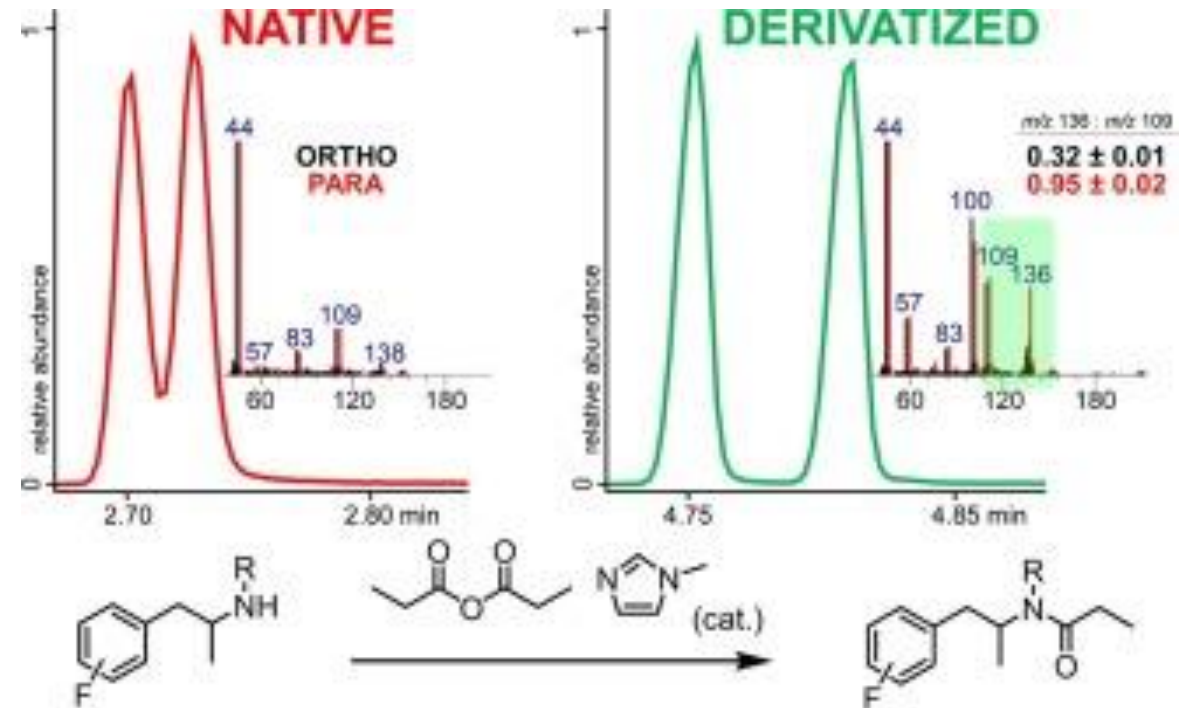 NATIVE
1
relative abundance
0
44
ORTHO
PARA
57
83
109
138
60
120
180
2.70
2.80 min
DERIVATIZED
1
relative abundance
0
44
m/z 136 : m/z 109
0.32 ± 0.01
0.95 ± 0.02
100
109
136
57
83
60
120
180
4.75
4.85 min
R
NH
F
O
O
O
N
N
(cat.)
R
N
O
F